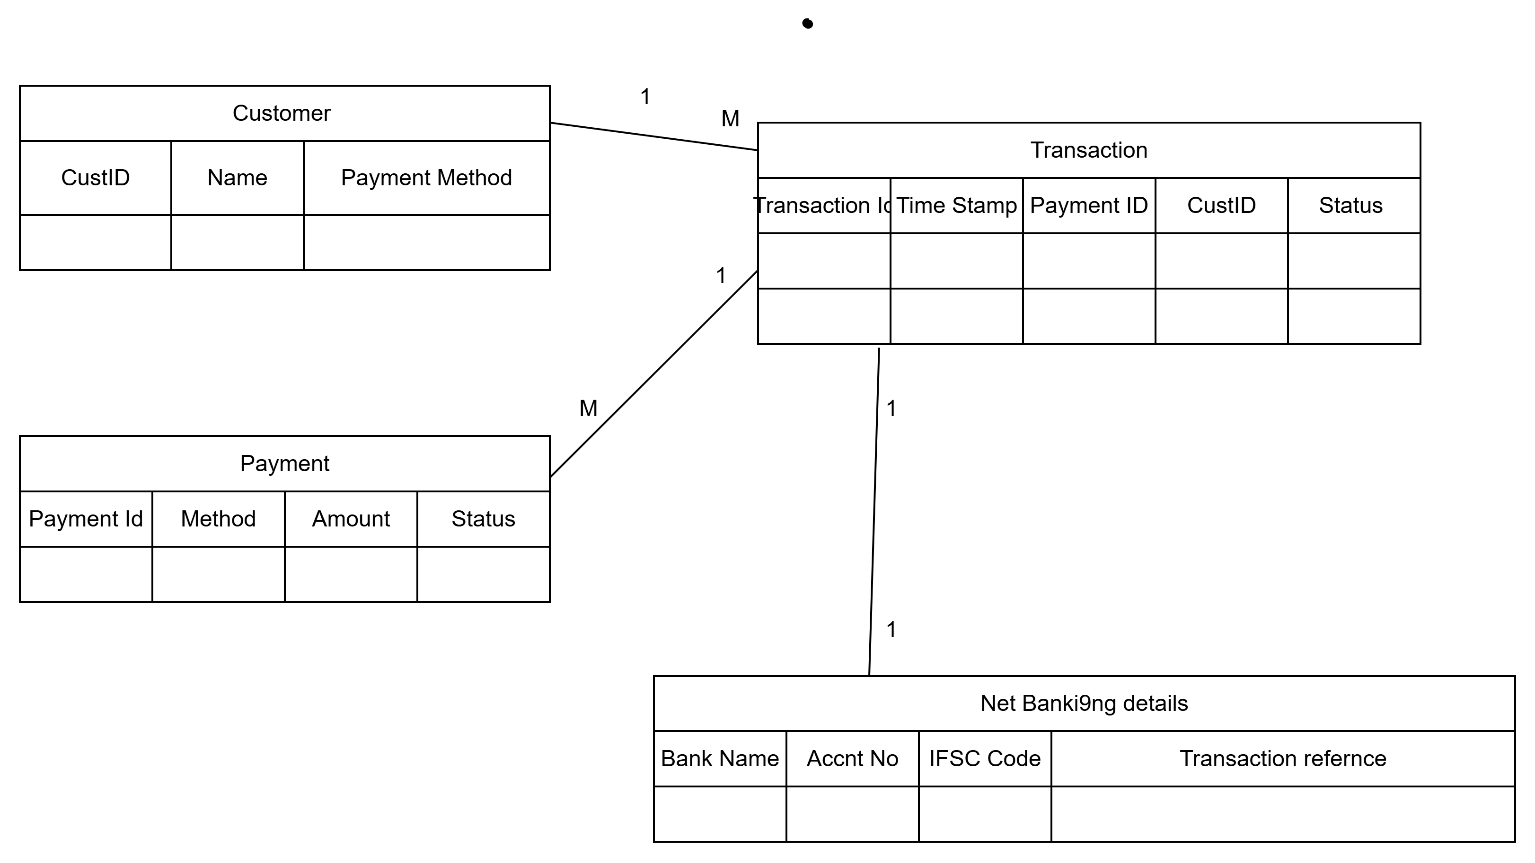 Customer
CustID Name Payment Method
1
M
Transaction
Transaction Id Time Stamp Payment ID CustID Status
1
M
Payment
Payment Id Method Amount Status
1
1
Net Banki9ng details
Bank Name Accnt No IFSC Code Transaction refernce